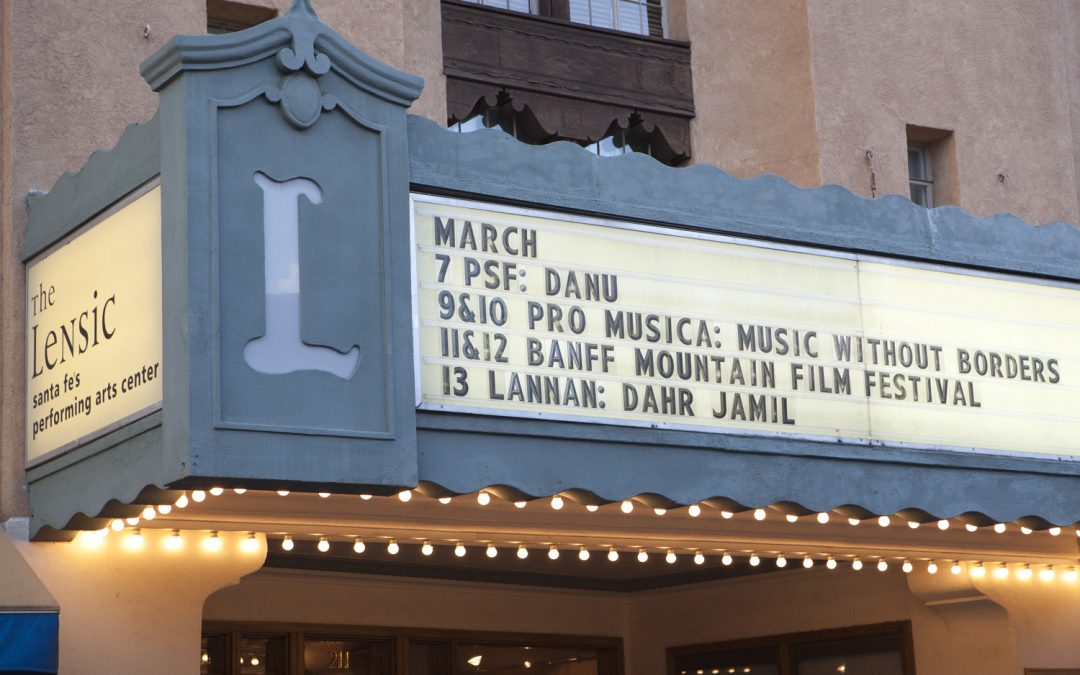 The
Lensic
santa fe's
performing arts center
L
MARCH
7 PSF: DANU
9&10 PRO MUSICA: MUSIC WITHOUT BORDERS
11&12 BANFF MOUNTAIN FILM FESTIVAL
13 LANNAN: DAHR JAMIL
211